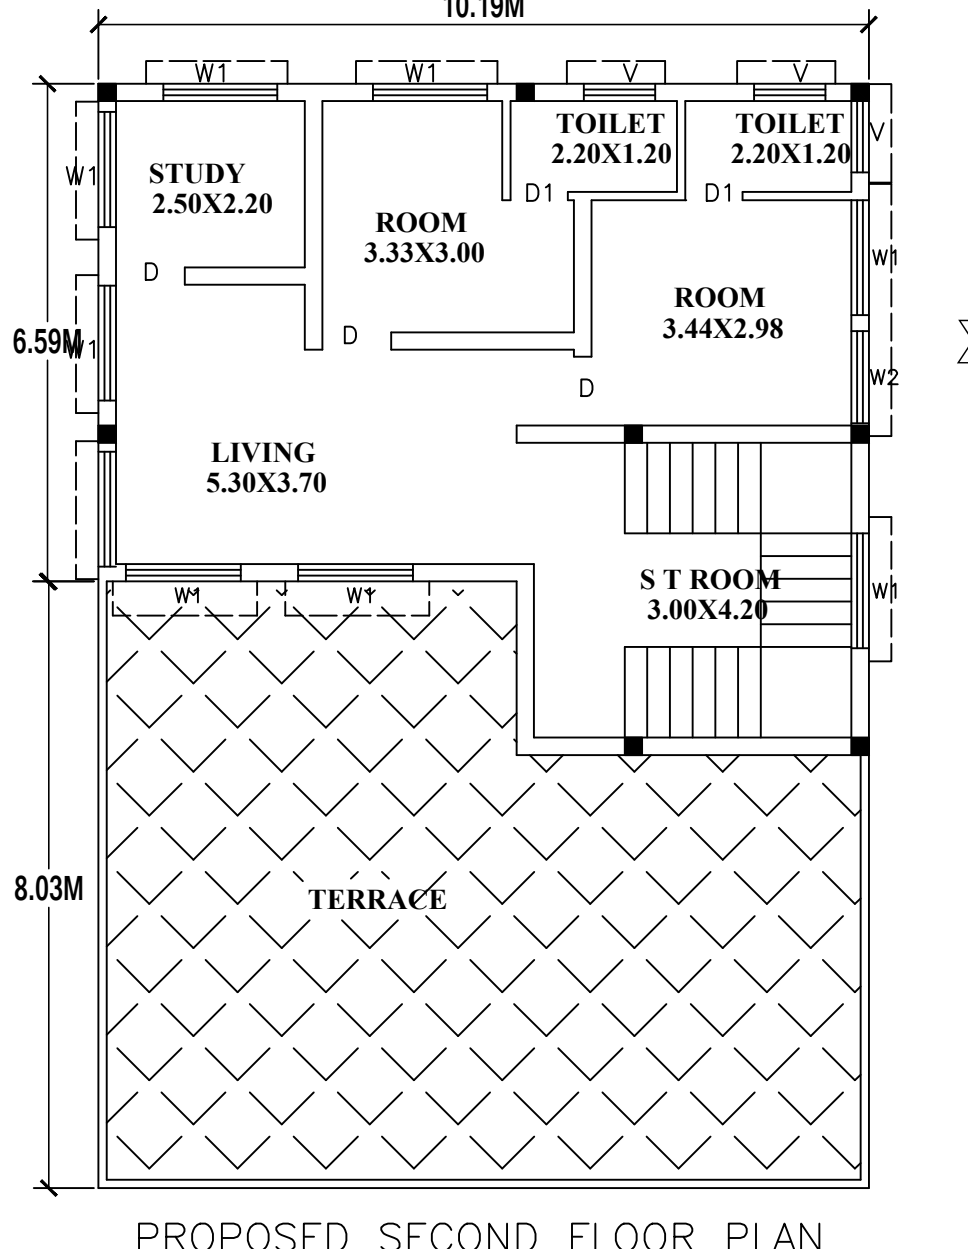 10.19M
W1
W1
V
V
TOILET
2.20X1.20
TOILET
2.20X1.20
V
W1
STUDY
2.50X2.20
D1
D1
ROOM
3.33X3.00
W1
D
ROOM
3.44X2.98
6.59M
W1
D
W2
D
LIVING
5.30X3.70
S T ROOM
3.00X4.20
W1
W1
W1
8.03M
TERRACE
PROPOSED SECOND FLOOR PLAN